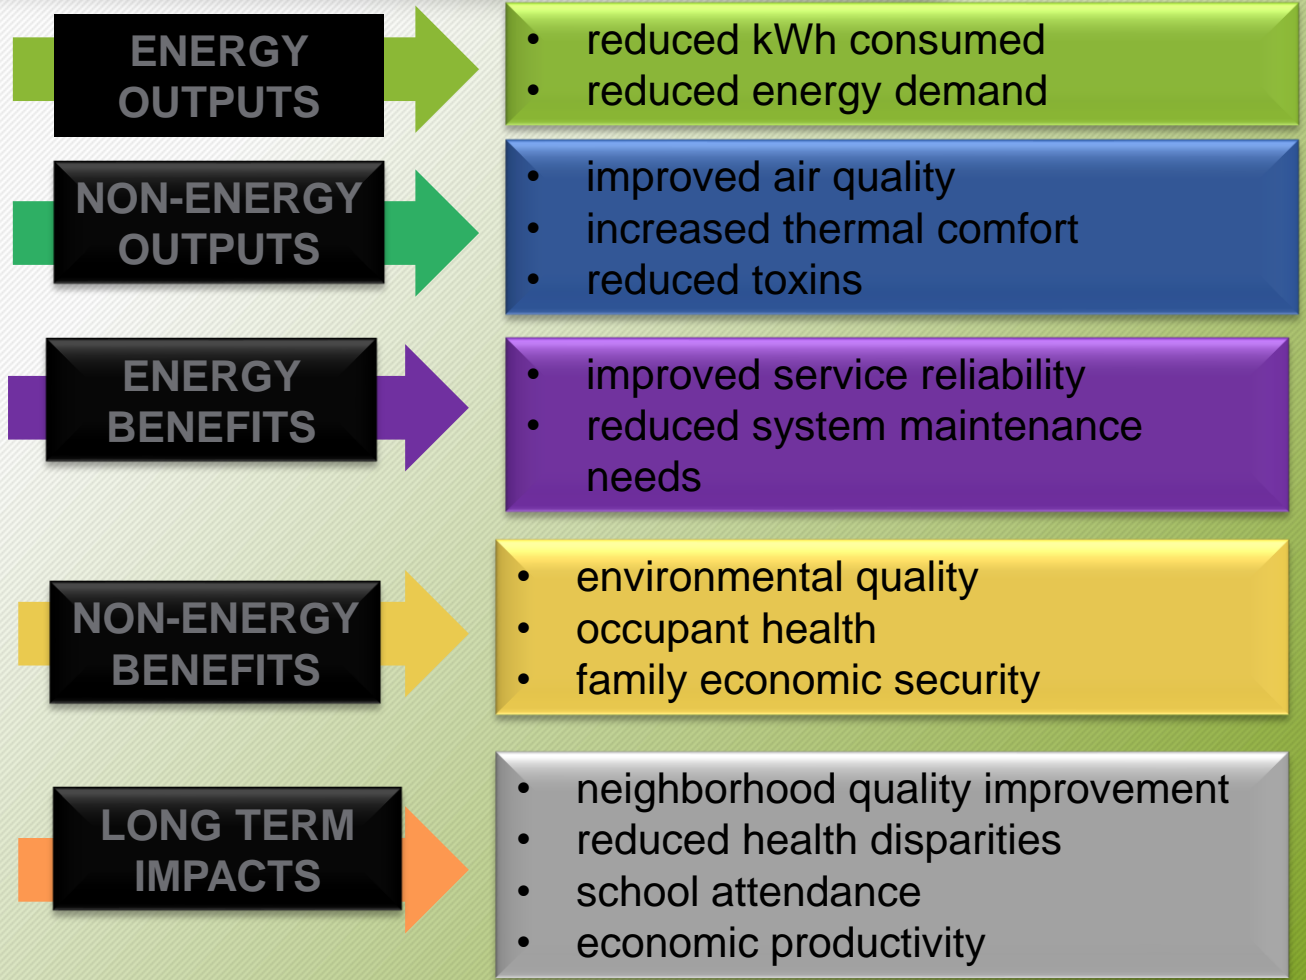 ENERGY
OUTPUTS
• reduced kWh consumed
• reduced energy demand
NON-ENERGY
OUTPUTS
• improved air quality
• increased thermal comfort
• reduced toxins
ENERGY
BENEFITS
• improved service reliability
• reduced system maintenance
needs
NON-ENERGY
BENEFITS
• environmental quality
• occupant health
• family economic security
LONG TERM
IMPACTS
• neighborhood quality improvement
• reduced health disparities
• school attendance
• economic productivity